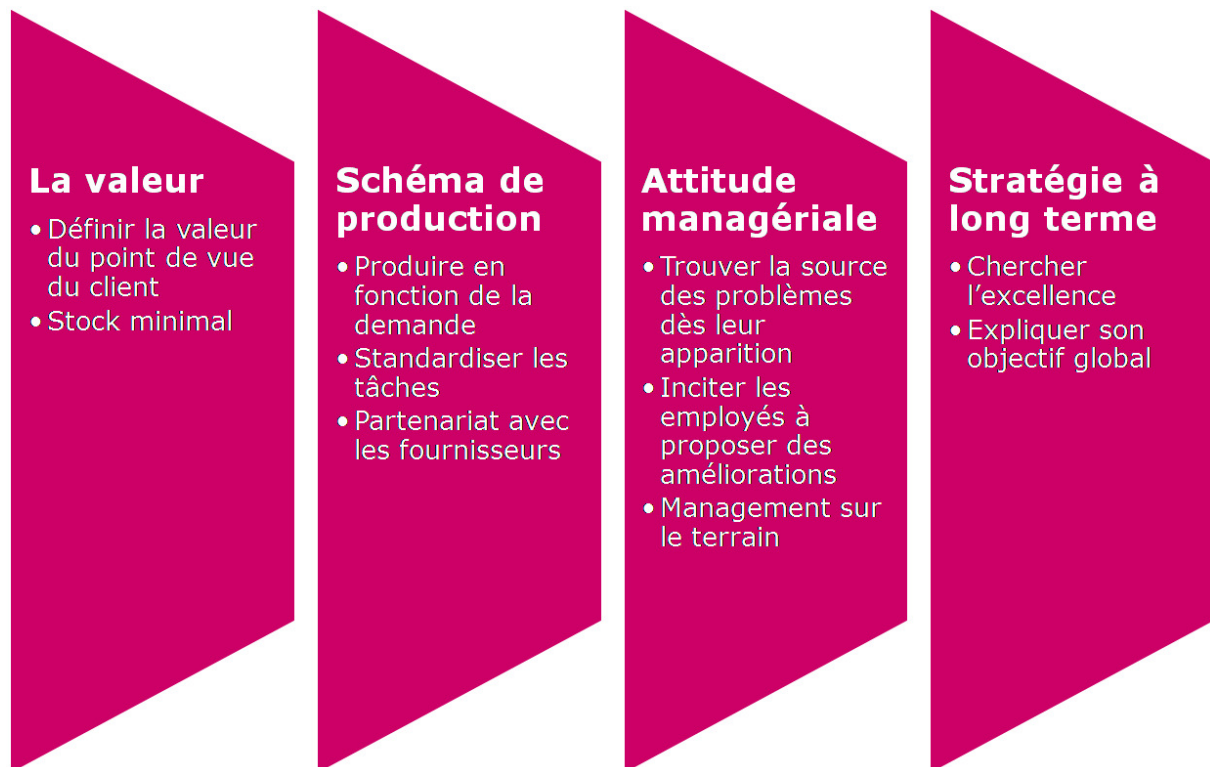 La valeur
• Définir la valeur
du point de vue
du client
• Stock minimal
Schéma de
production
• Produire en
fonction de la
demande
• Standardiser les
tâches
• Partenariat avec
les fournisseurs
Attitude
managériale
• Trouver la source
des problèmes
dès leur
apparition
• Inciter les
employés à
proposer des
améliorations
• Management sur
le terrain
Stratégie à
long terme
• Chercher
l’excellence
• Expliquer son
objectif global